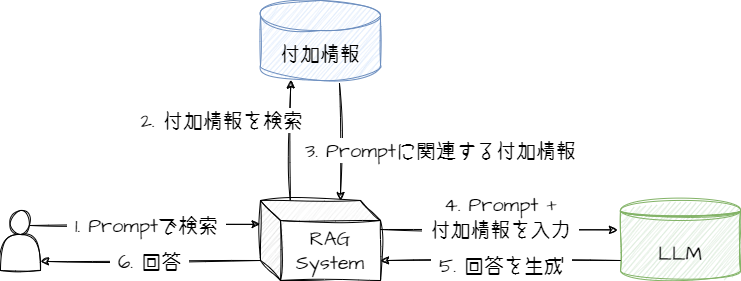 付加情報
2. 付加情報を検索
3. Promptに関連する付加情報
1. Promptで検索
RAG
System
4. Prompt +
付加情報を入力
LLM
6. 回答
5. 回答を生成